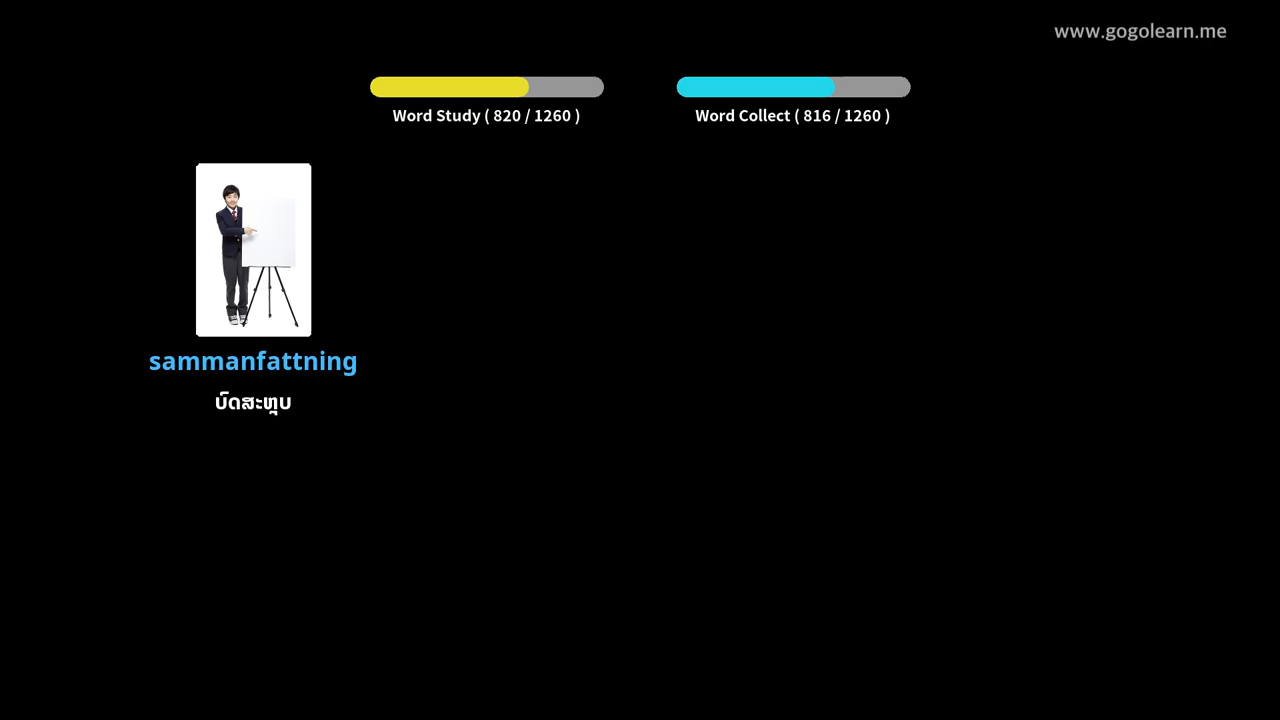 www.gogolearn.me
Word Study ( 820 / 1260 )
Word Collect ( 816 / 1260 )
sammanfattning
ບົດສະຫຼຸບ